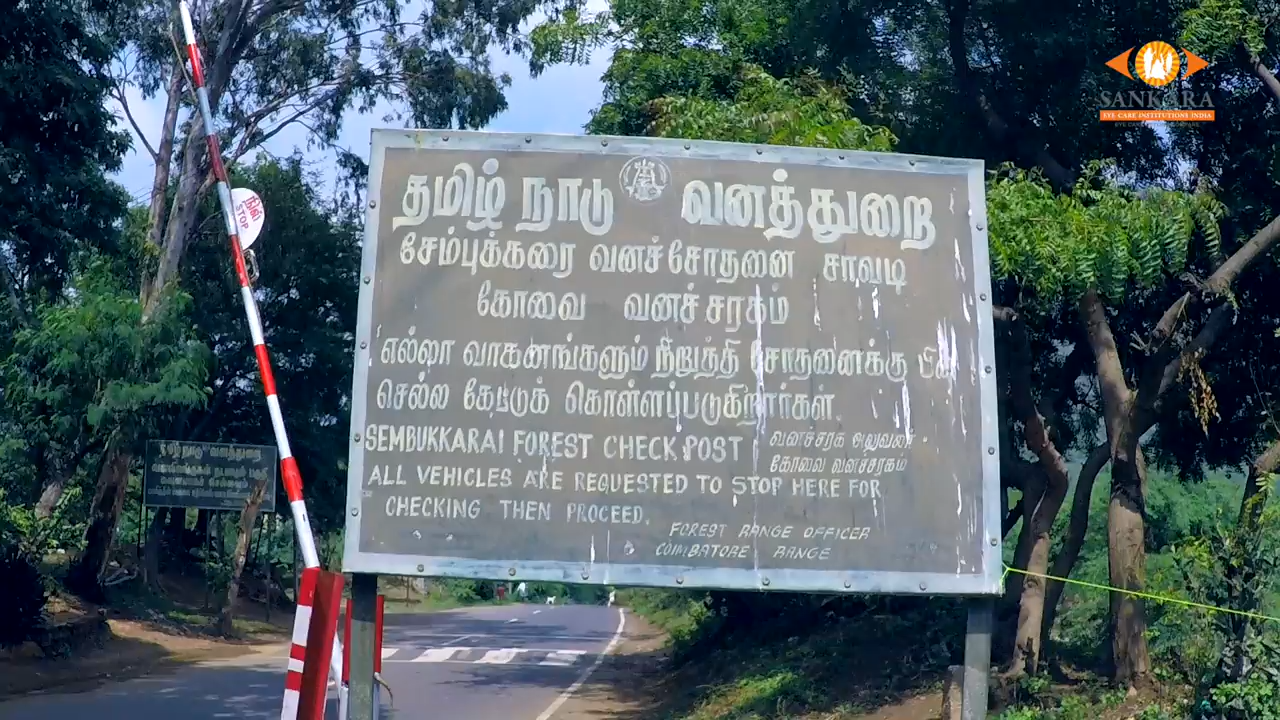 தமிழ் நாடு வனத்துறை
சேம்புக்கரை வனச்சோதனை சாவடி
கோவை வனச் சரகம்
எல்லா வாகனங்களும் நிறுத்தி சோதனைக்கு பின்
செல்ல கேட்டுக் கொள்ளப்படுகிறார்கள்.
SEMBUKKARAI FOREST CHECK POST
வனச்சரக அலுவலர்
கோவை வனச்சரகம்
ALL VEHICLES ARE REQUESTED TO STOP HERE FOR
CHECKING THEN PROCEED.
FOREST RANGE OFFICER
COIMBATORE RANGE
நில்
STOP
தமிழ்நாடு வனத்துறை
SANKARA
EYE CARE INSTITUTIONS INDIA